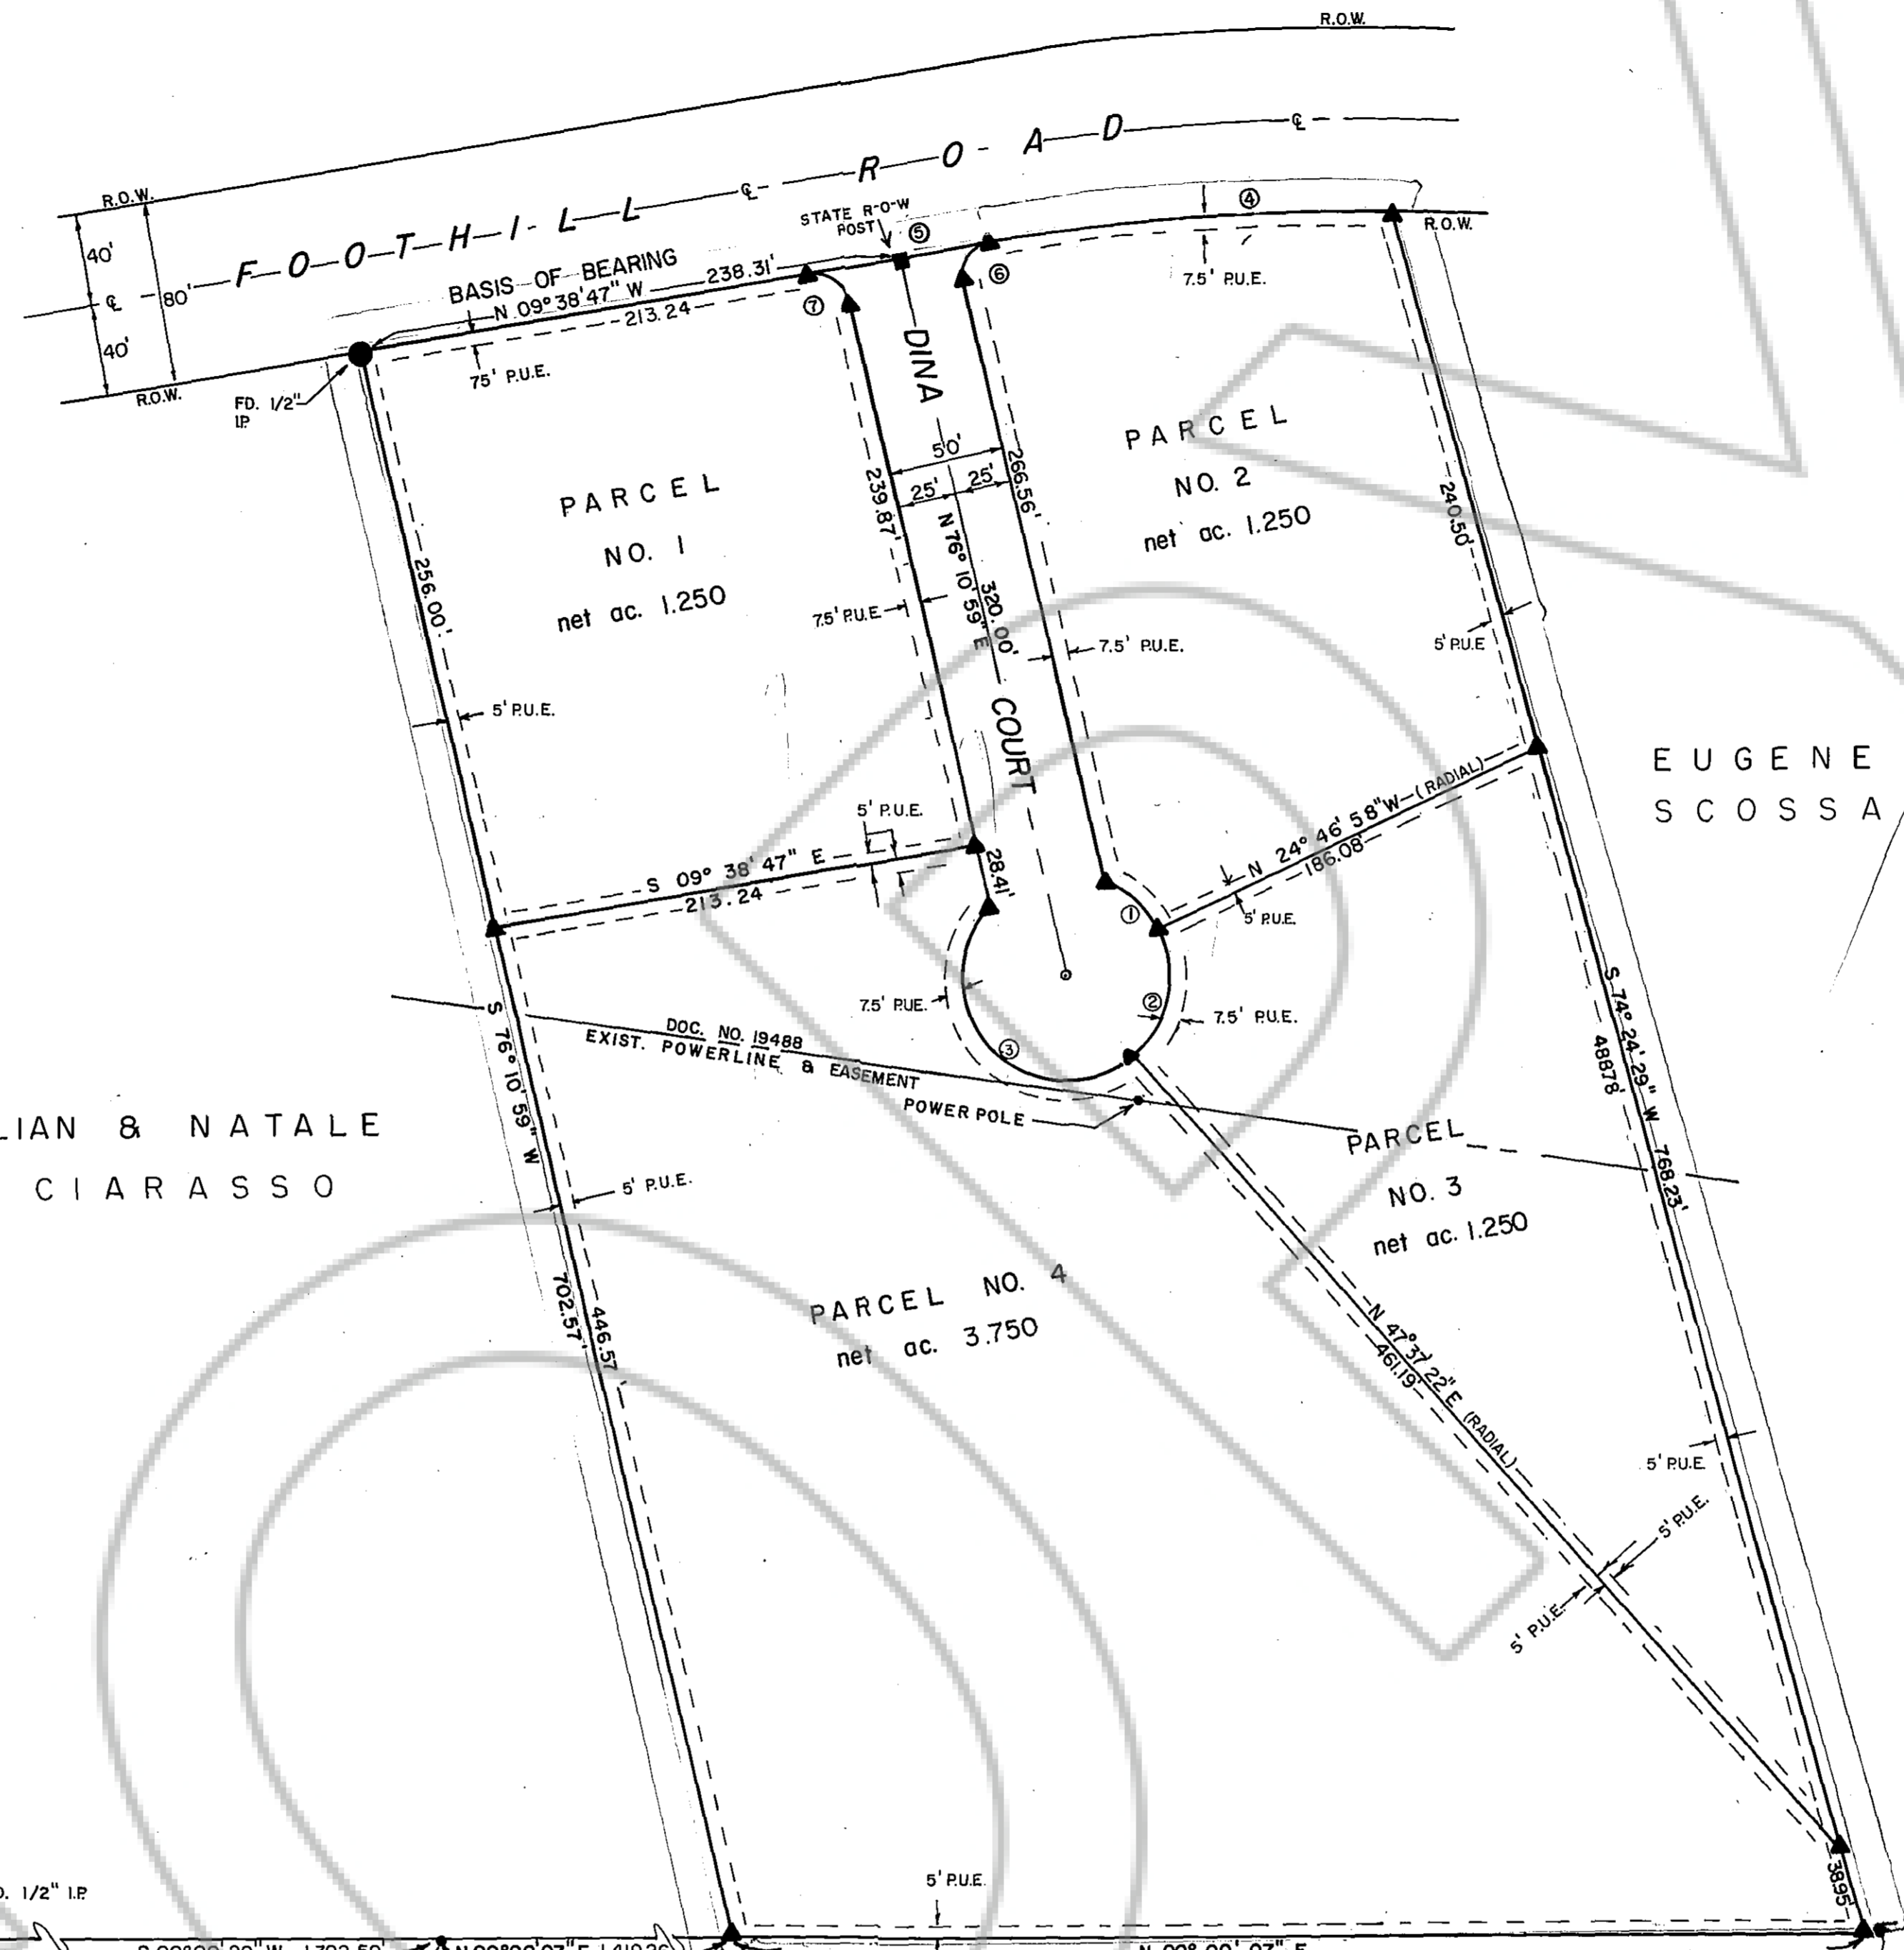 R.O.W.
R.O.W.
FOOTHILL ROAD
℄
℄
℄
40'
80'
40'
R.O.W.
STATE R-O-W
POST
⑤
④
R.O.W.
BASIS OF BEARING
N 09° 38' 47" W 238.31'
213.24
⑦
⑥
7.5' P.U.E.
75' P.U.E.
FD. 1/2"
I.P.
DINA
COURT
50'
25' 25'
N 76° 10' 59" E
320.00'
239.87'
266.56'
PARCEL
NO. 1
net ac. 1.250
PARCEL
NO. 2
net ac. 1.250
256.00'
240.50'
7.5' P.U.E
7.5' P.U.E.
5' P.U.E
5' P.U.E.
EUGENE
SCOSSA
5' P.U.E.
S 09° 38' 47" E
213.24
28.41'
N 24° 46' 58" W (RADIAL)
186.08'
5' P.U.E.
①
②
③
7.5' P.U.E.
7.5' P.U.E.
DOC. NO. 19488
EXIST. POWERLINE & EASEMENT
POWER POLE
S 76° 10' 59" W
S 74° 24' 29" W 768.23'
488.78'
LIAN & NATALE
CIARASSO
5' P.U.E.
PARCEL
NO. 3
net ac. 1.250
PARCEL NO. 4
net ac. 3.750
702.57'
446.57'
N 47° 37' 22" E (RADIAL)
461.19'
5' P.U.E.
5' P.U.E.
5' P.U.E.
38.95'
5' P.U.E.
D. 1/2" I.P.